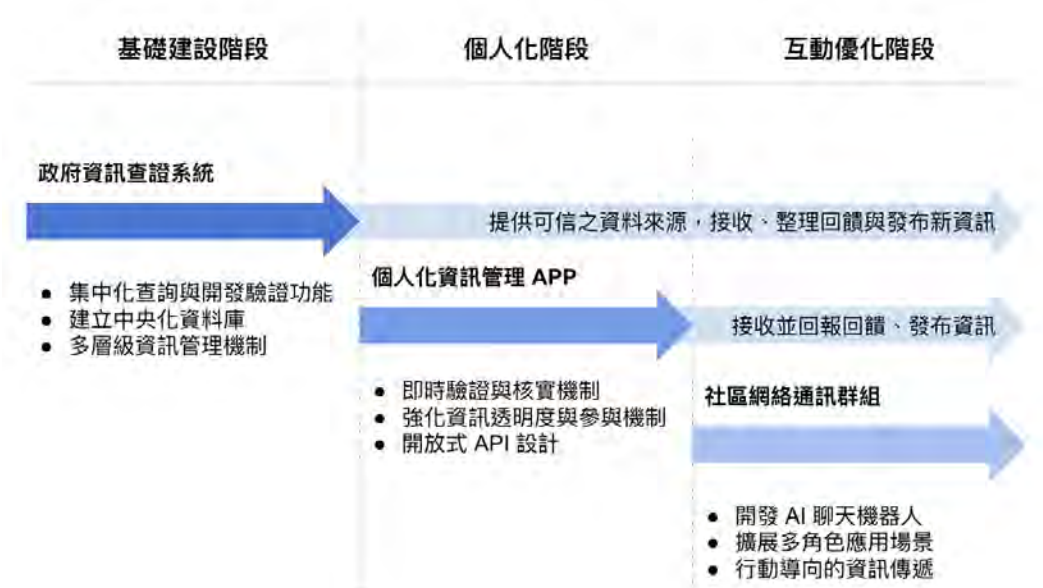 基礎建設階段
個人化階段
互動優化階段
政府資訊查證系統
提供可信之資料來源，接收、整理回饋與發布新資訊
● 集中化查詢與開發驗證功能
● 建立中央化資料庫
● 多層級資訊管理機制
個人化資訊管理 APP
接收並回報回饋、發布資訊
● 即時驗證與核實機制
● 強化資訊透明度與參與機制
● 開放式 API 設計
社區網絡通訊群組
● 開發 AI 聊天機器人
● 擴展多角色應用場景
● 行動導向的資訊傳遞